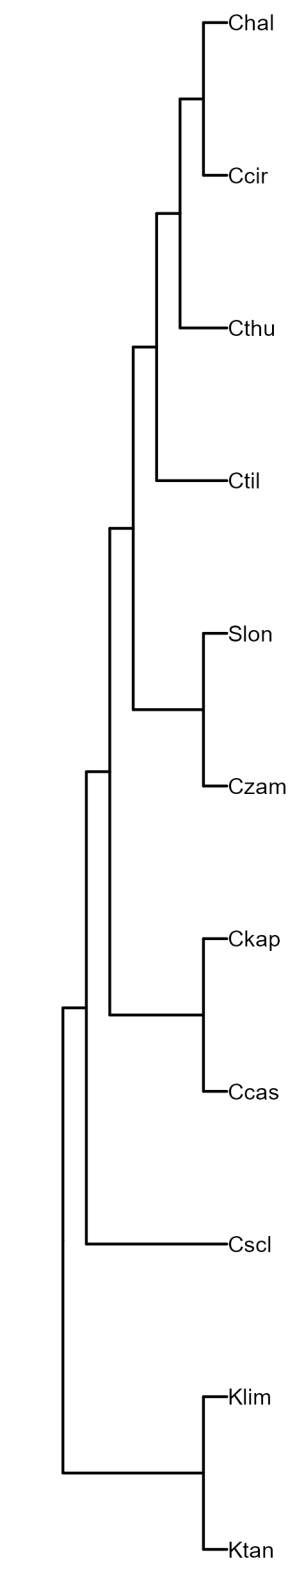 Chal
Ccir
Cthu
Ctil
Slon
Czam
Ckap
Ccas
Cscl
Klim
Ktan